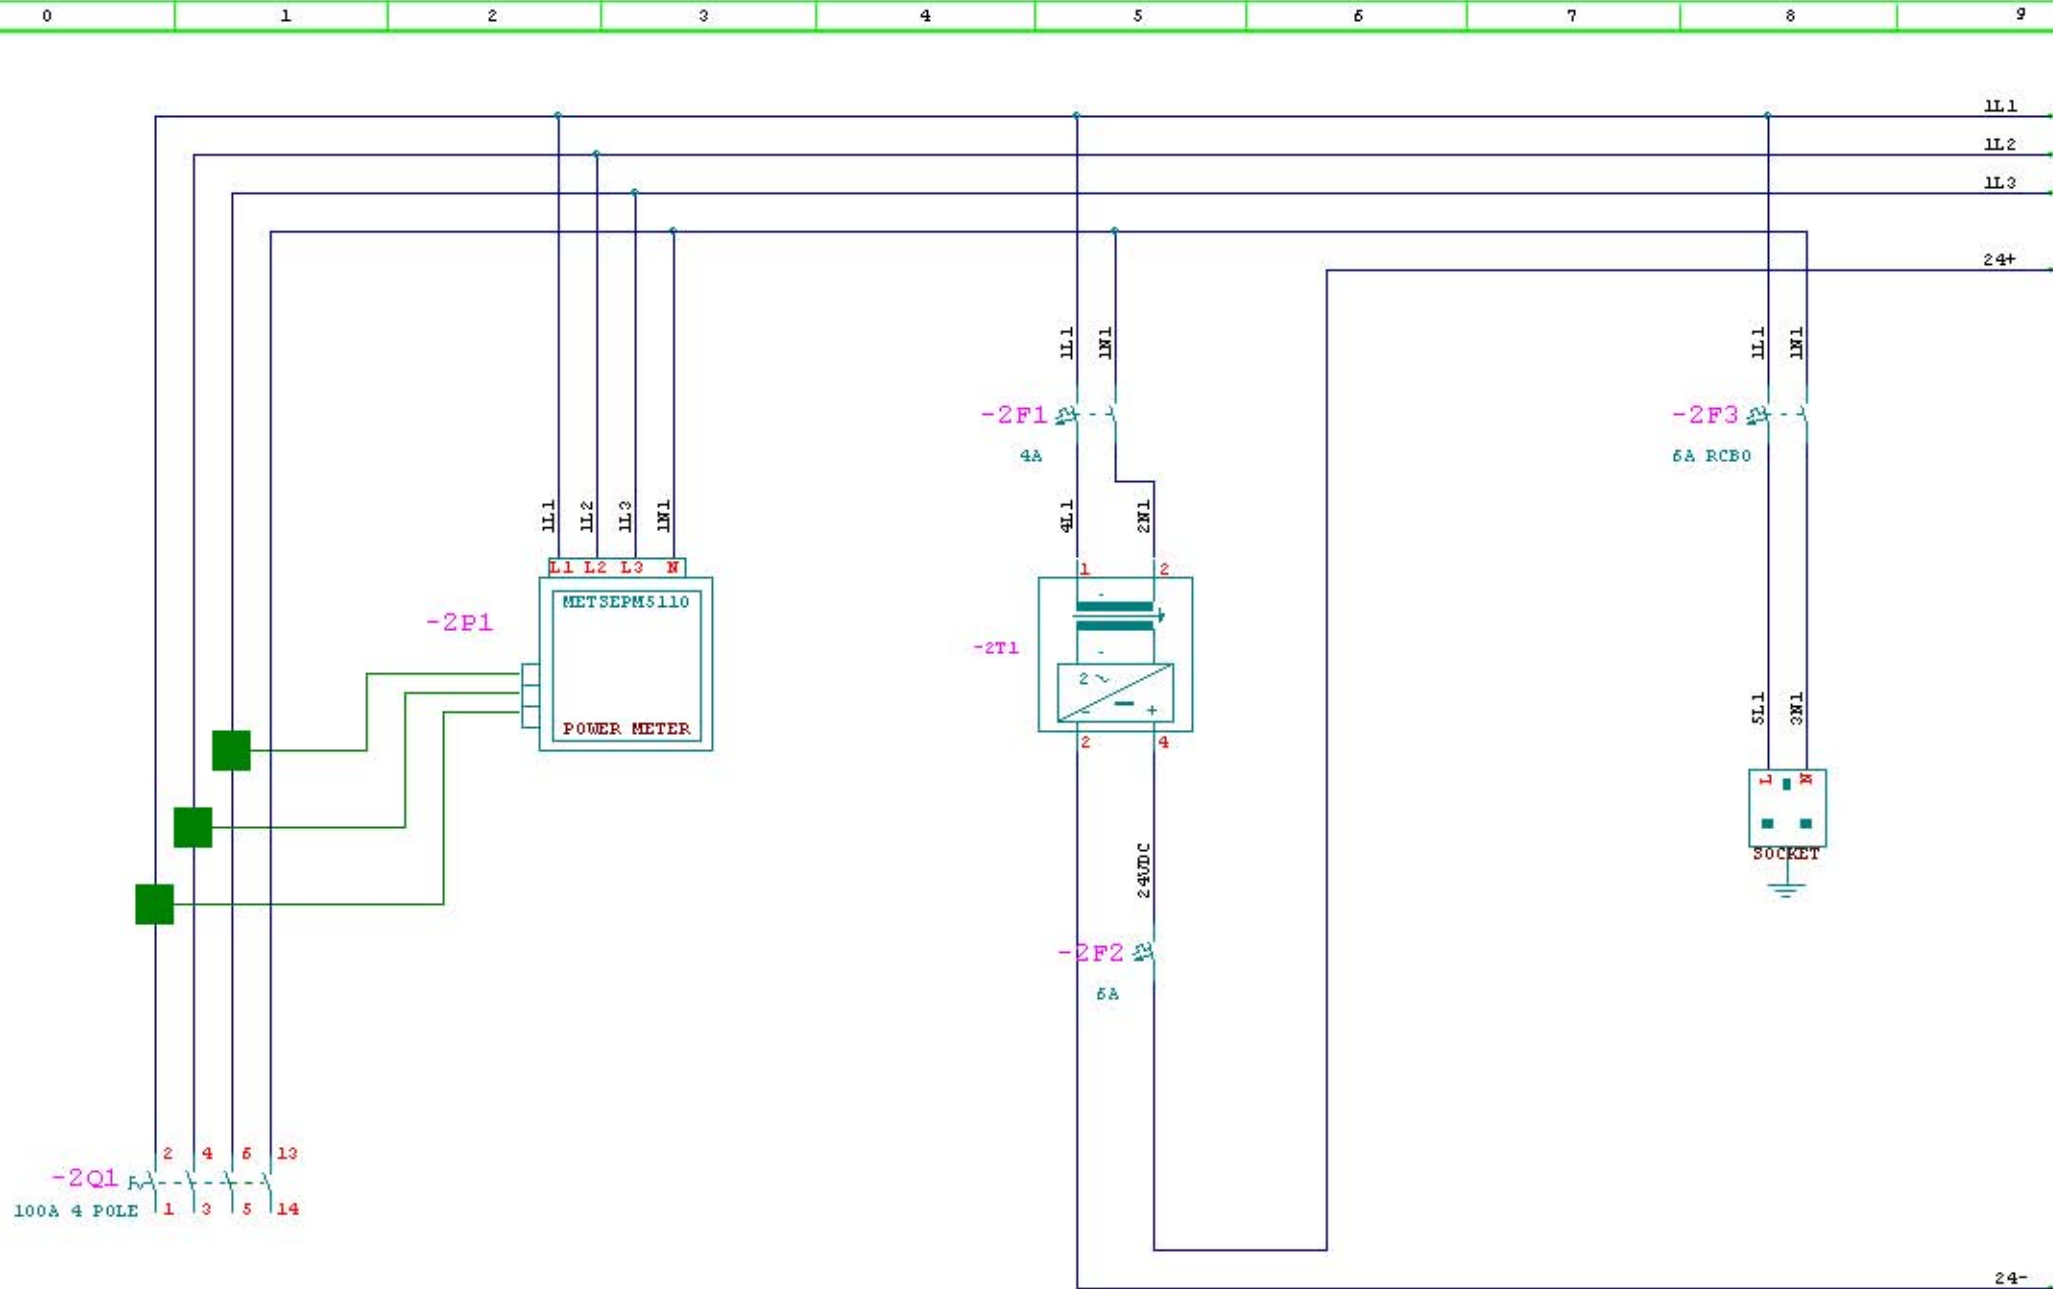 0 1 2 3 4 5 6 7 8 9
1L1
1L2
1L3
24+
1L1 1N1
1L1 1N1
-2F1
4A
-2F3
6A RCBO
1L1 1L2 1L3 1N1
4L1 2N1
L1 L2 L3 N
METSEPM5110
-2P1
POWER METER
1 2
-2T1
2 ~
- +
2 4
5L1 3N1
L N
SOCKET
24VDC
-2F2
6A
2 4 6 13
-2Q1
100A 4 POLE
1 3 5 14
24-